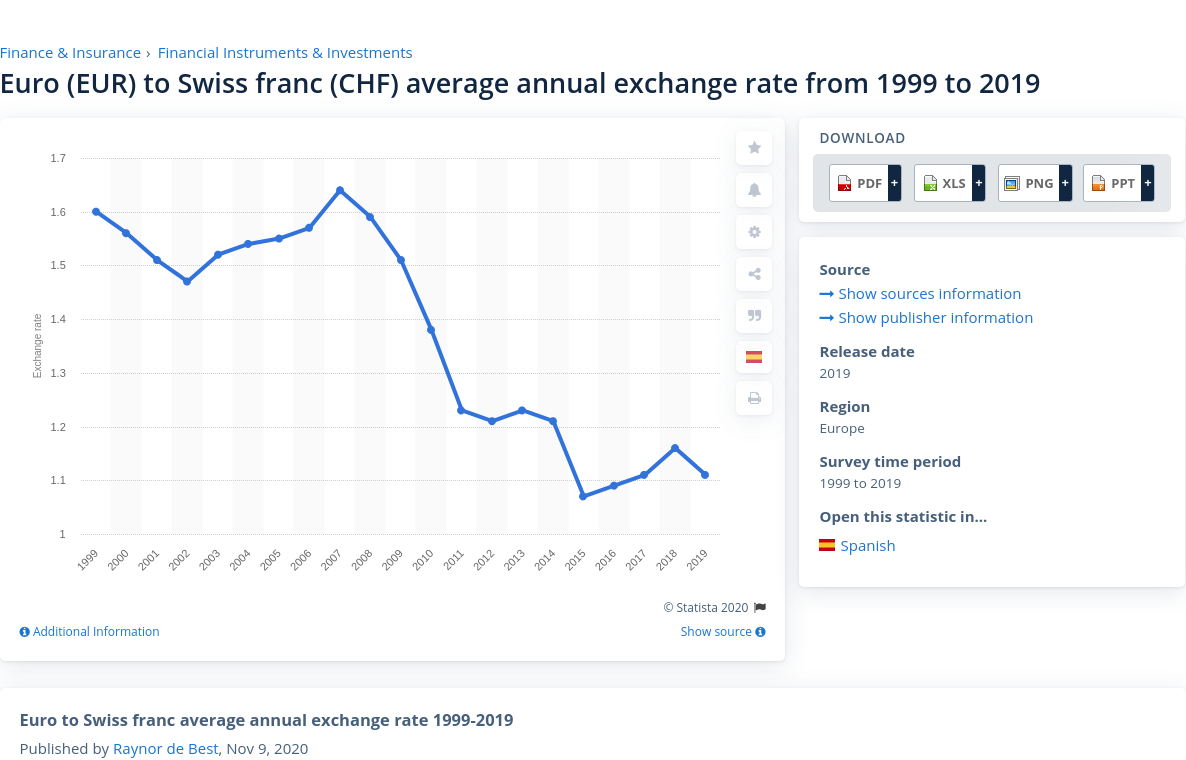 Finance & Insurance › Financial Instruments & Investments
Euro (EUR) to Swiss franc (CHF) average annual exchange rate from 1999 to 2019
1.7
1.6
1.5
1.4
1.3
1.2
1.1
1
Exchange rate
1999 2000 2001 2002 2003 2004 2005 2006 2007 2008 2009 2010 2011 2012 2013 2014 2015 2016 2017 2018 2019
© Statista 2020
Additional Information
Show source
DOWNLOAD
PDF + XLS + PNG + PPT +
Source
Show sources information
Show publisher information
Release date
2019
Region
Europe
Survey time period
1999 to 2019
Open this statistic in...
Spanish
Euro to Swiss franc average annual exchange rate 1999-2019
Published by Raynor de Best, Nov 9, 2020